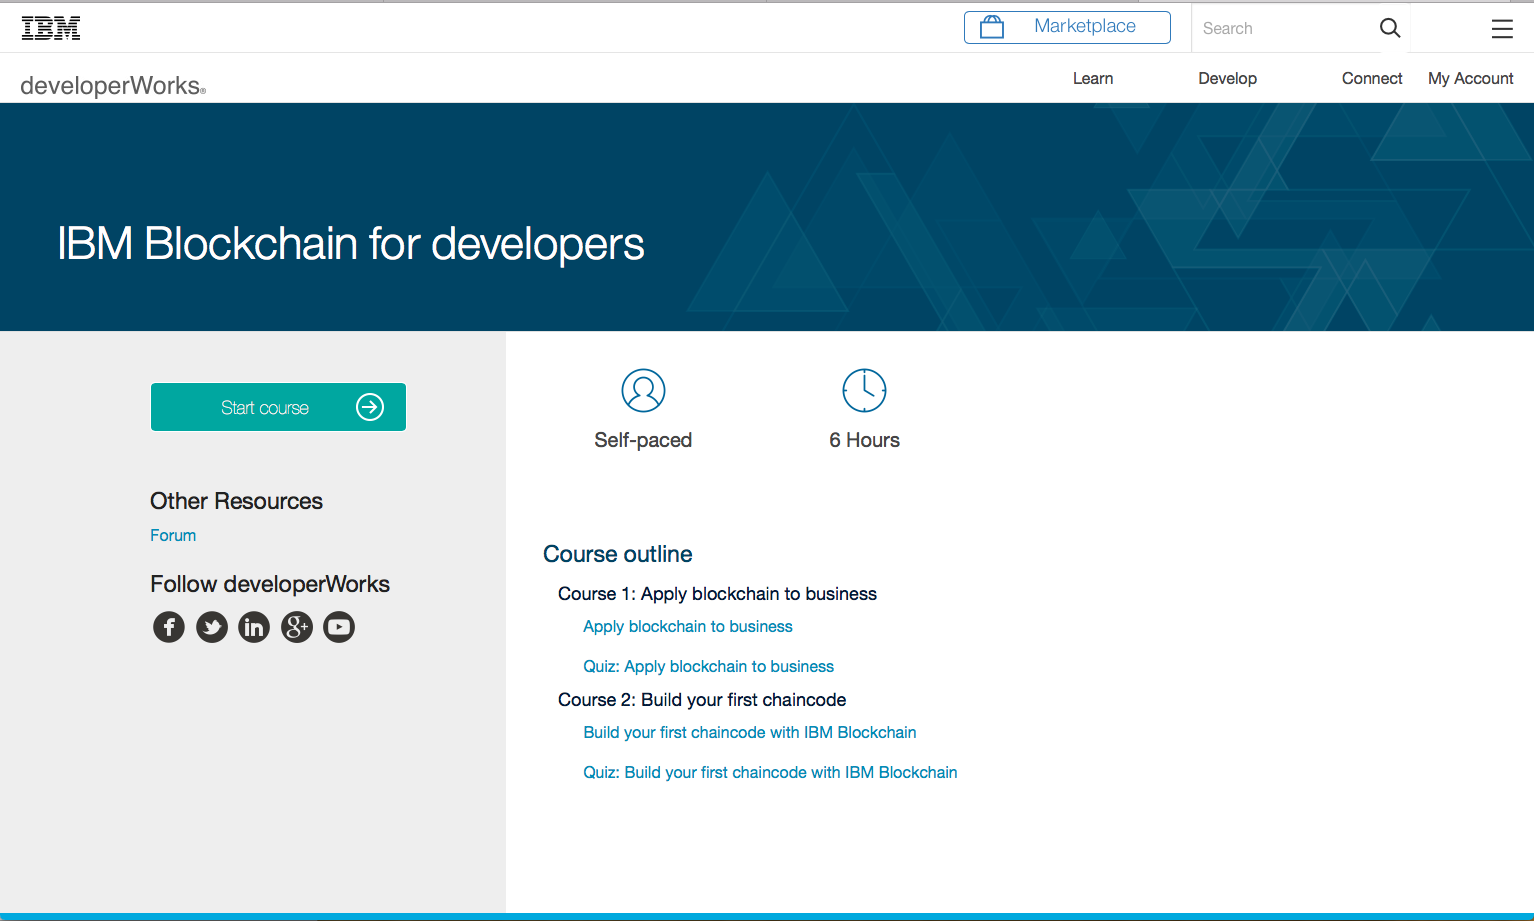 IBM
Marketplace
Search
developerWorks®
Learn
Develop
Connect
My Account
IBM Blockchain for developers
Start course
Self-paced
6 Hours
Other Resources
Forum
Follow developerWorks
f
in
g+
Course outline
Course 1: Apply blockchain to business
Apply blockchain to business
Quiz: Apply blockchain to business
Course 2: Build your first chaincode
Build your first chaincode with IBM Blockchain
Quiz: Build your first chaincode with IBM Blockchain